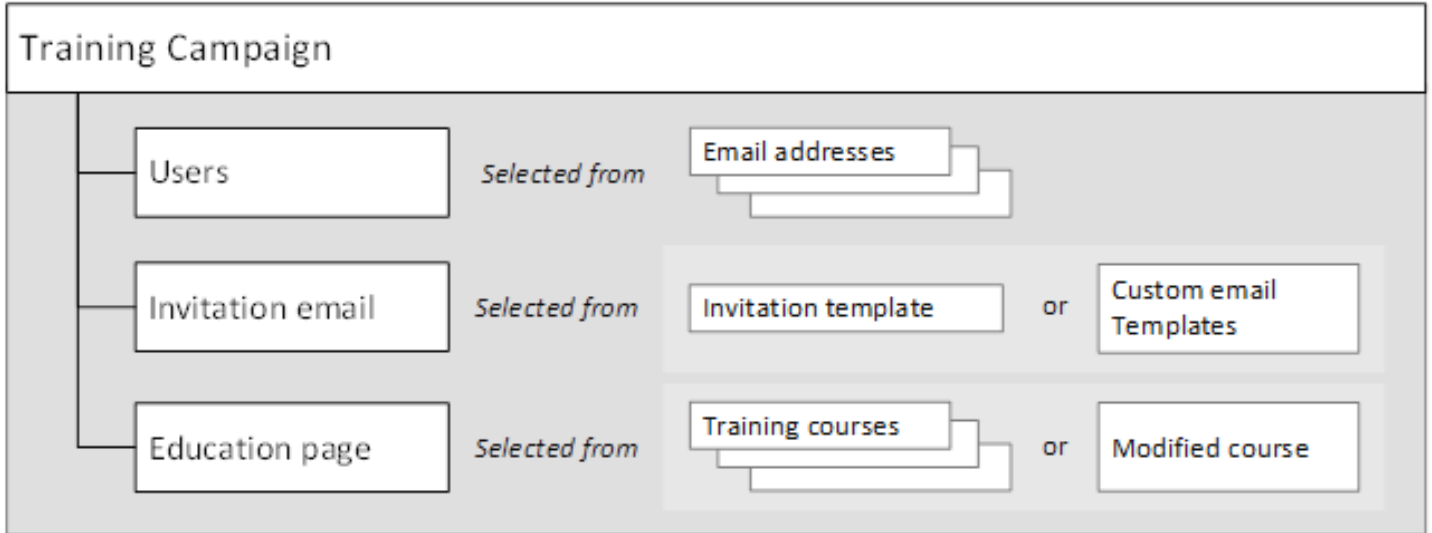 Training Campaign
Users
Selected from
Email addresses
Invitation email
Selected from
Invitation template
or
Custom email
Templates
Education page
Selected from
Training courses
or
Modified course